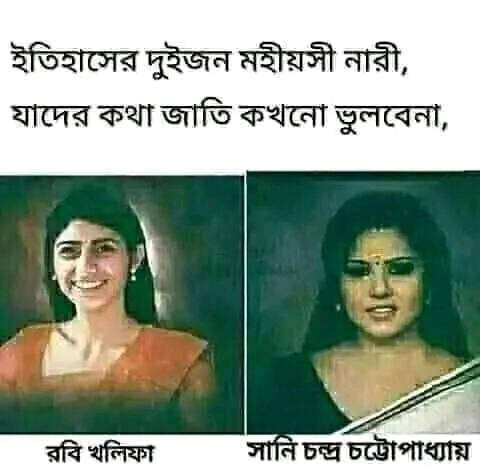 ইতিহাসের দুইজন মহীয়সী নারী,
যাদের কথা জাতি কখনো ভুলবেনা,
রবি খলিফা
সানি চন্দ্র চট্টোপাধ্যায়